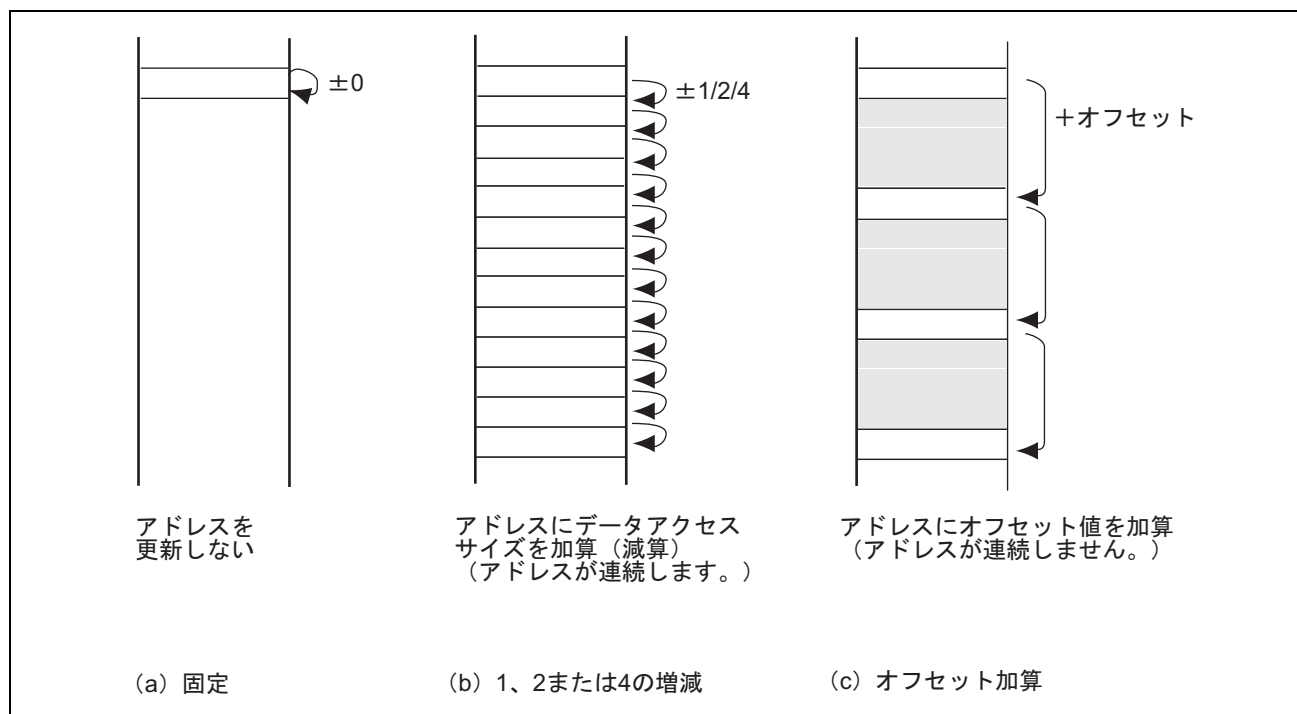 ±0
±1/2/4
＋オフセット
アドレスを
更新しない
アドレスにデータアクセス
サイズを加算（減算）
（アドレスが連続します。）
アドレスにオフセット値を加算
（アドレスが連続しません。）
（a）固定
（b）1、2または4の増減
（c）オフセット加算